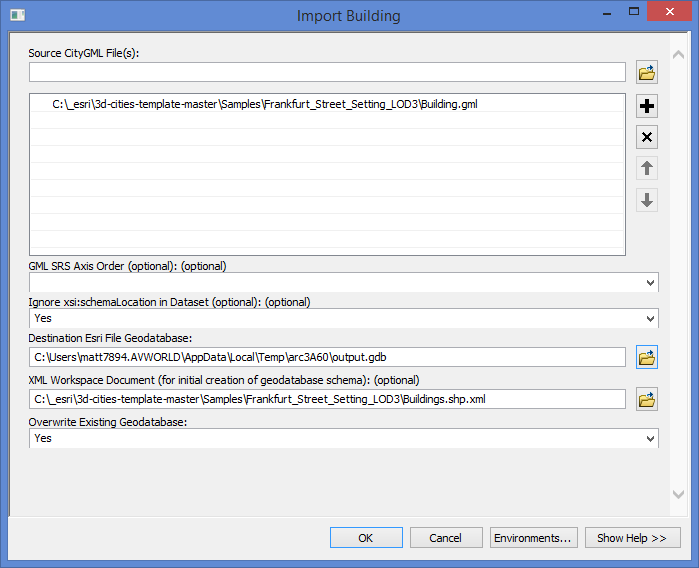 Import Building
Source CityGML File(s):
C:\_esri\3d-cities-template-master\Samples\Frankfurt_Street_Setting_LOD3\Building.gml
GML SRS Axis Order (optional): (optional)
Ignore xsi:schemaLocation in Dataset (optional): (optional)
Yes
Destination Esri File Geodatabase:
C:\Users\matt7894.AVWORLD\AppData\Local\Temp\arc3A60\output.gdb
XML Workspace Document (for initial creation of geodatabase schema): (optional)
C:\_esri\3d-cities-template-master\Samples\Frankfurt_Street_Setting_LOD3\Buildings.shp.xml
Overwrite Existing Geodatabase:
Yes
OK Cancel Environments... Show Help >>